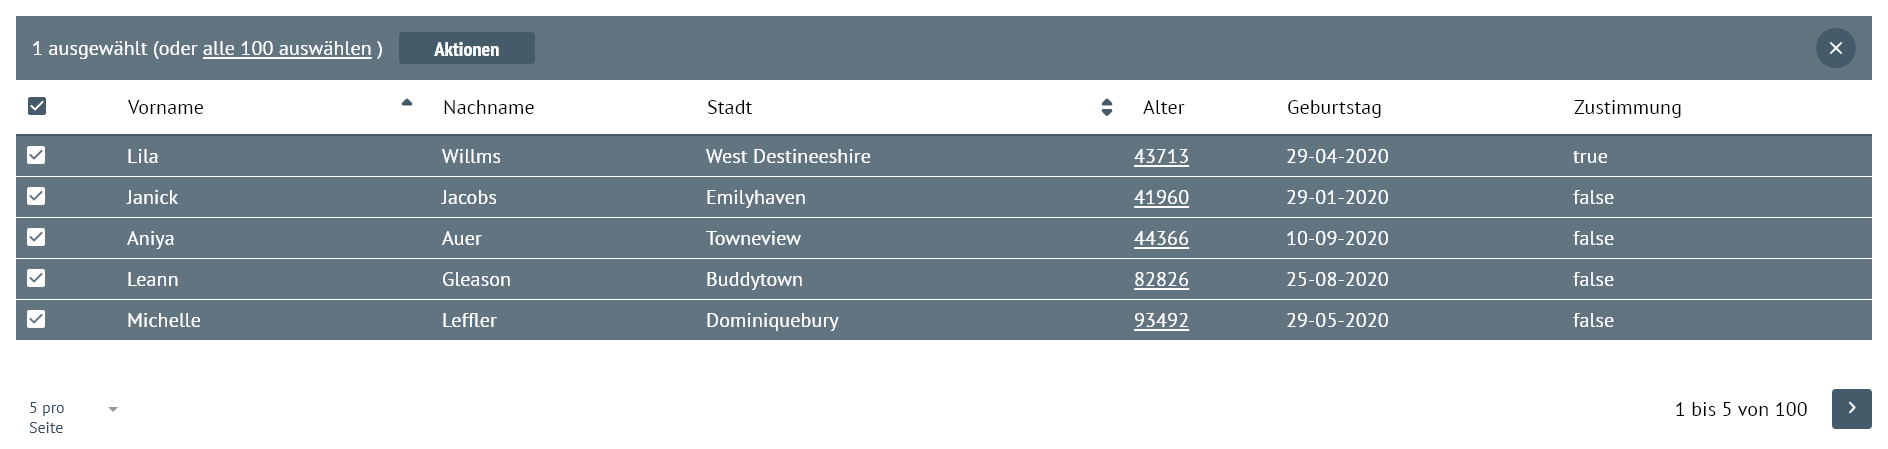 1 ausgewählt (oder alle 100 auswählen ) Aktionen
Vorname Nachname Stadt Alter Geburtstag Zustimmung
Lila Willms West Destineeshire 43713 29-04-2020 true
Janick Jacobs Emilyhaven 41960 29-01-2020 false
Aniya Auer Towneview 44366 10-09-2020 false
Leann Gleason Buddytown 82826 25-08-2020 false
Michelle Leffler Dominiquebury 93492 29-05-2020 false
5 pro
Seite
1 bis 5 von 100